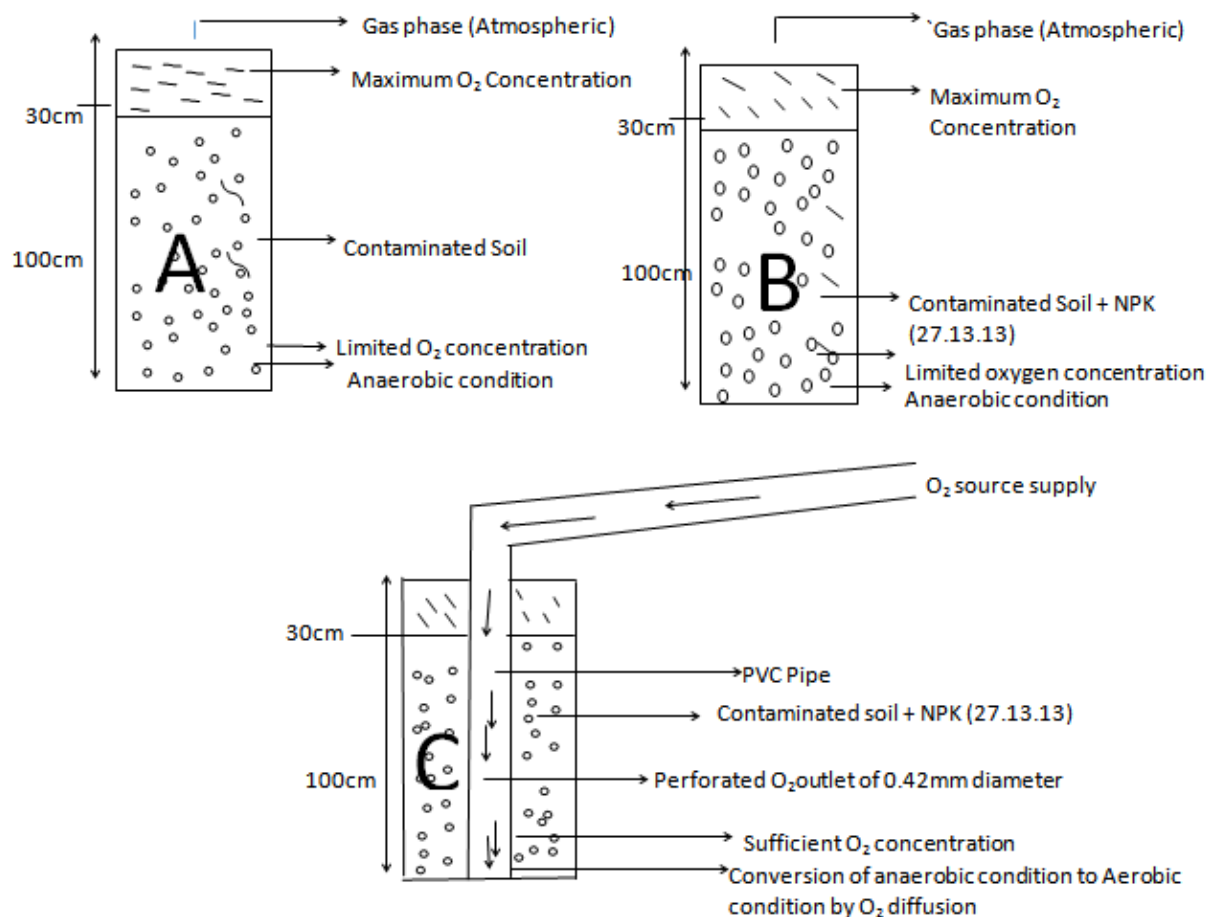 Gas phase (Atmospheric)
Maximum O₂ Concentration
30cm
A
Contaminated Soil
100cm
Limited O₂ concentration
Anaerobic condition
`Gas phase (Atmospheric)
Maximum O₂
Concentration
30cm
B
100cm
Contaminated Soil + NPK
(27.13.13)
Limited oxygen concentration
Anaerobic condition
O₂ source supply
30cm
PVC Pipe
Contaminated soil + NPK (27.13.13)
C
100cm
Perforated O₂outlet of 0.42mm diameter
Sufficient O₂ concentration
Conversion of anaerobic condition to Aerobic
condition by O₂ diffusion